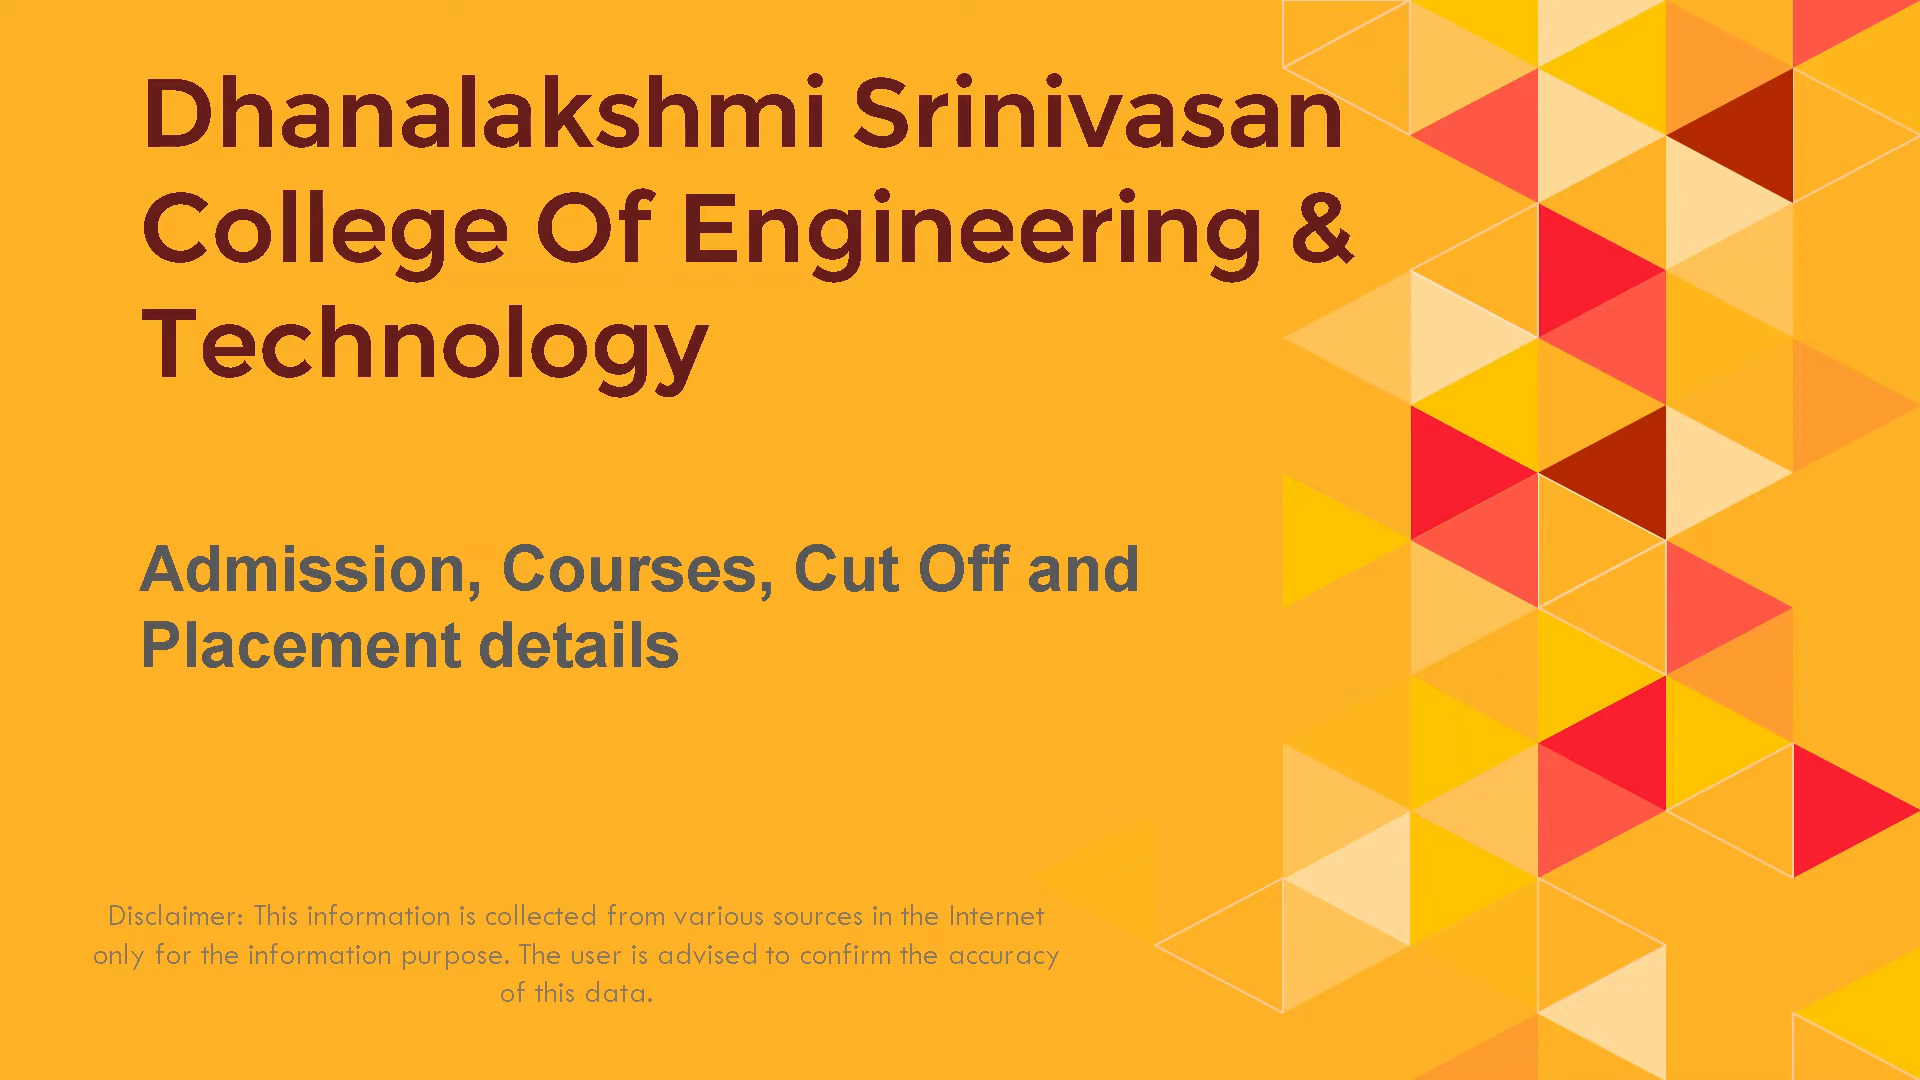 Dhanalakshmi Srinivasan
College Of Engineering &
Technology
Admission, Courses, Cut Off and
Placement details
Disclaimer: This information is collected from various sources in the Internet
only for the information purpose. The user is advised to confirm the accuracy
of this data.